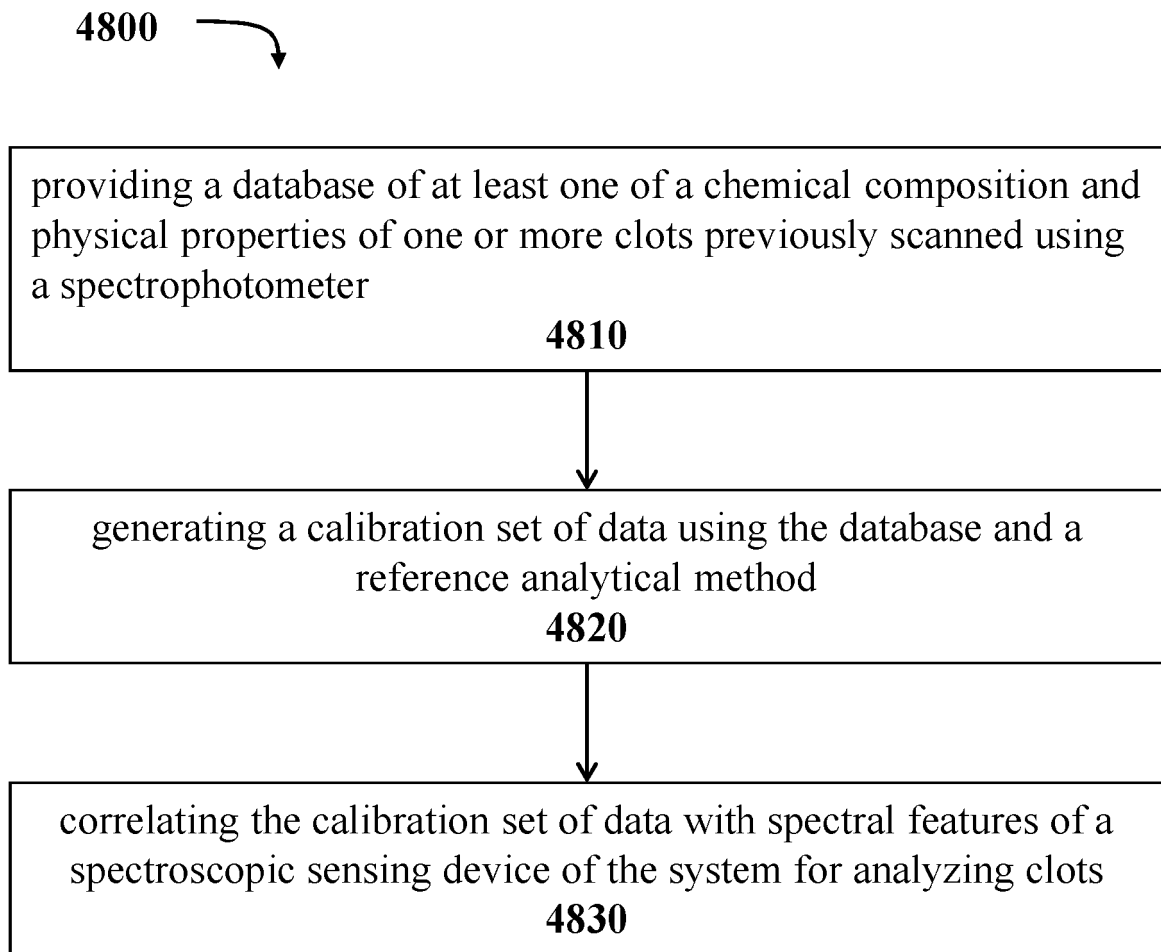 4800
providing a database of at least one of a chemical composition and
physical properties of one or more clots previously scanned using
a spectrophotometer
4810
generating a calibration set of data using the database and a
reference analytical method
4820
correlating the calibration set of data with spectral features of a
spectroscopic sensing device of the system for analyzing clots
4830